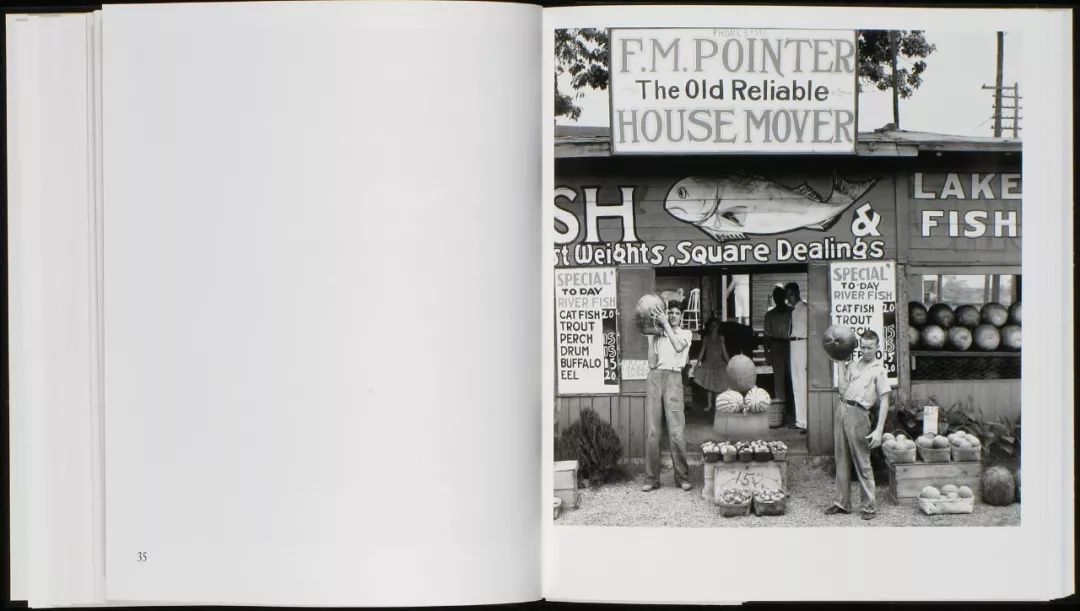 35
PHONE
F.M. POINTER
The Old Reliable
HOUSE MOVER
SH
&
st Weights, Square Dealings
LAKE
FISH
SPECIAL
TO DAY
RIVER FISH
CAT FISH 20
TROUT
PERCH 15
DRUM 15
BUFFALO 15
EEL 20
SPECIAL
TO-DAY
RIVER FISH
CAT FISH 20
TROUT
PERCH 15
15
20
15¢